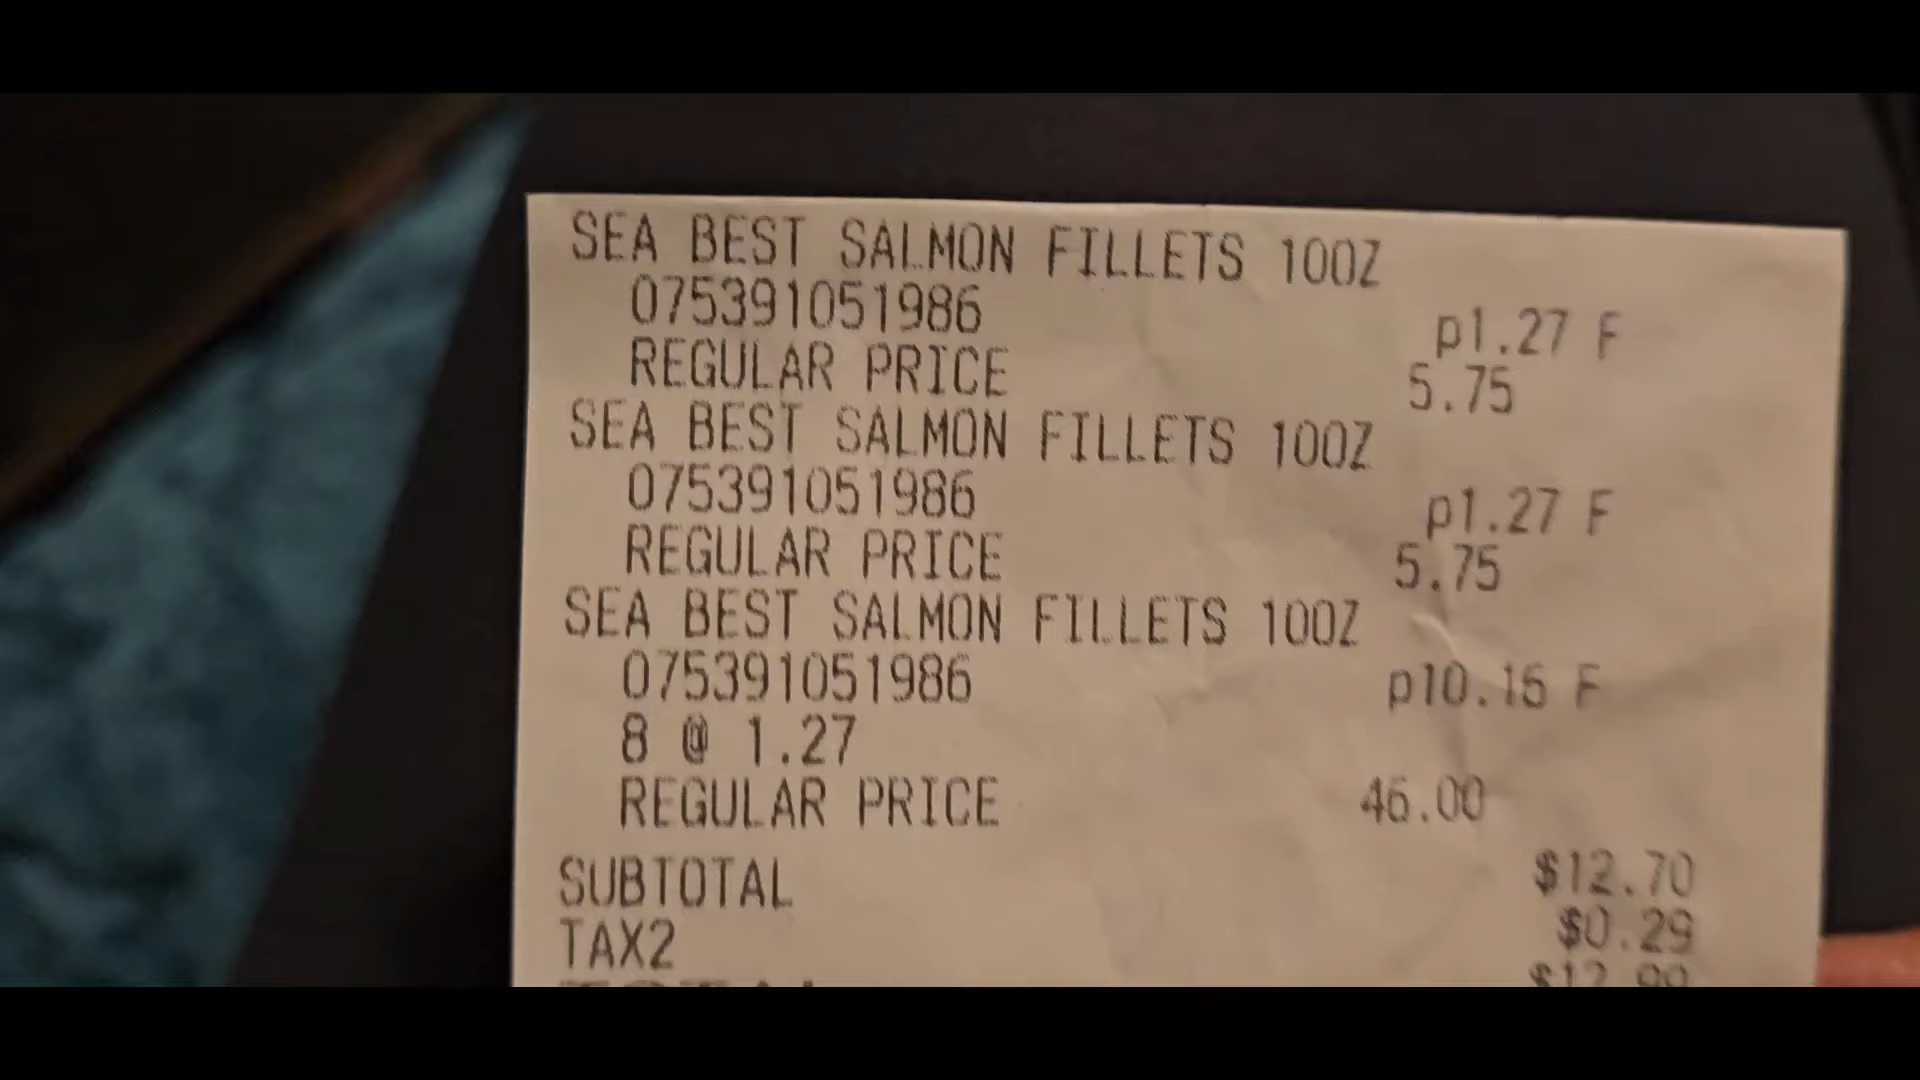 SEA BEST SALMON FILLETS 10OZ
075391051986 p1.27 F
REGULAR PRICE 5.75
SEA BEST SALMON FILLETS 10OZ
075391051986 p1.27 F
REGULAR PRICE 5.75
SEA BEST SALMON FILLETS 10OZ
075391051986 p10.16 F
8 @ 1.27
REGULAR PRICE 46.00
SUBTOTAL $12.70
TAX2 $0.29